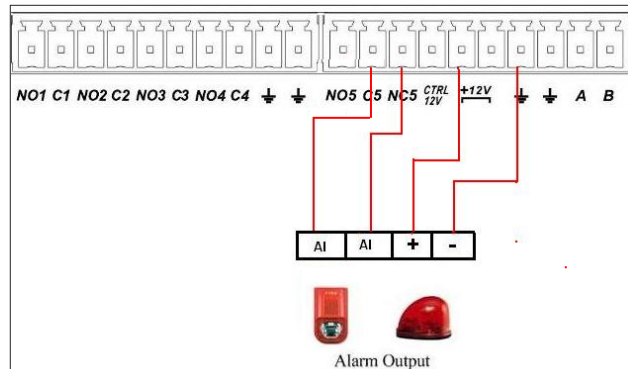 NO1 C1 NO2 C2 NO3 C3 NO4 C4 NO5 C5 NC5 CTRL 12V +12V A B
AI AI + -
Alarm Output